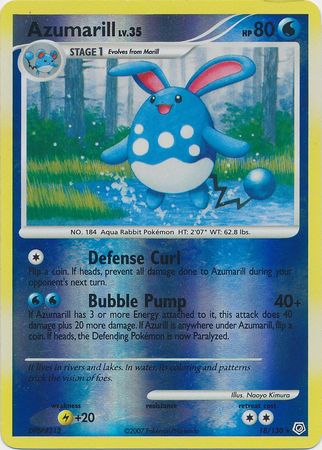 Azumarill LV.35 HP 80
STAGE 1 Evolves from Marill
NO. 184 Aqua Rabbit Pokémon HT: 2'07" WT: 62.8 lbs.
Defense Curl
Flip a coin. If heads, prevent all damage done to Azumarill during your
opponent's next turn.
Bubble Pump 40+
If Azumarill has 3 or more Energy attached to it, this attack does 40
damage plus 20 more damage. If Azurill is anywhere under Azumarill, flip a
coin. If heads, the Defending Pokémon is now Paralyzed.
It lives in rivers and lakes. In water, its coloring and patterns
trick the vision of foes.
Illus. Naoyo Kimura
weakness resistance retreat cost
+20
©2007 Pokémon/Nintendo 18/130